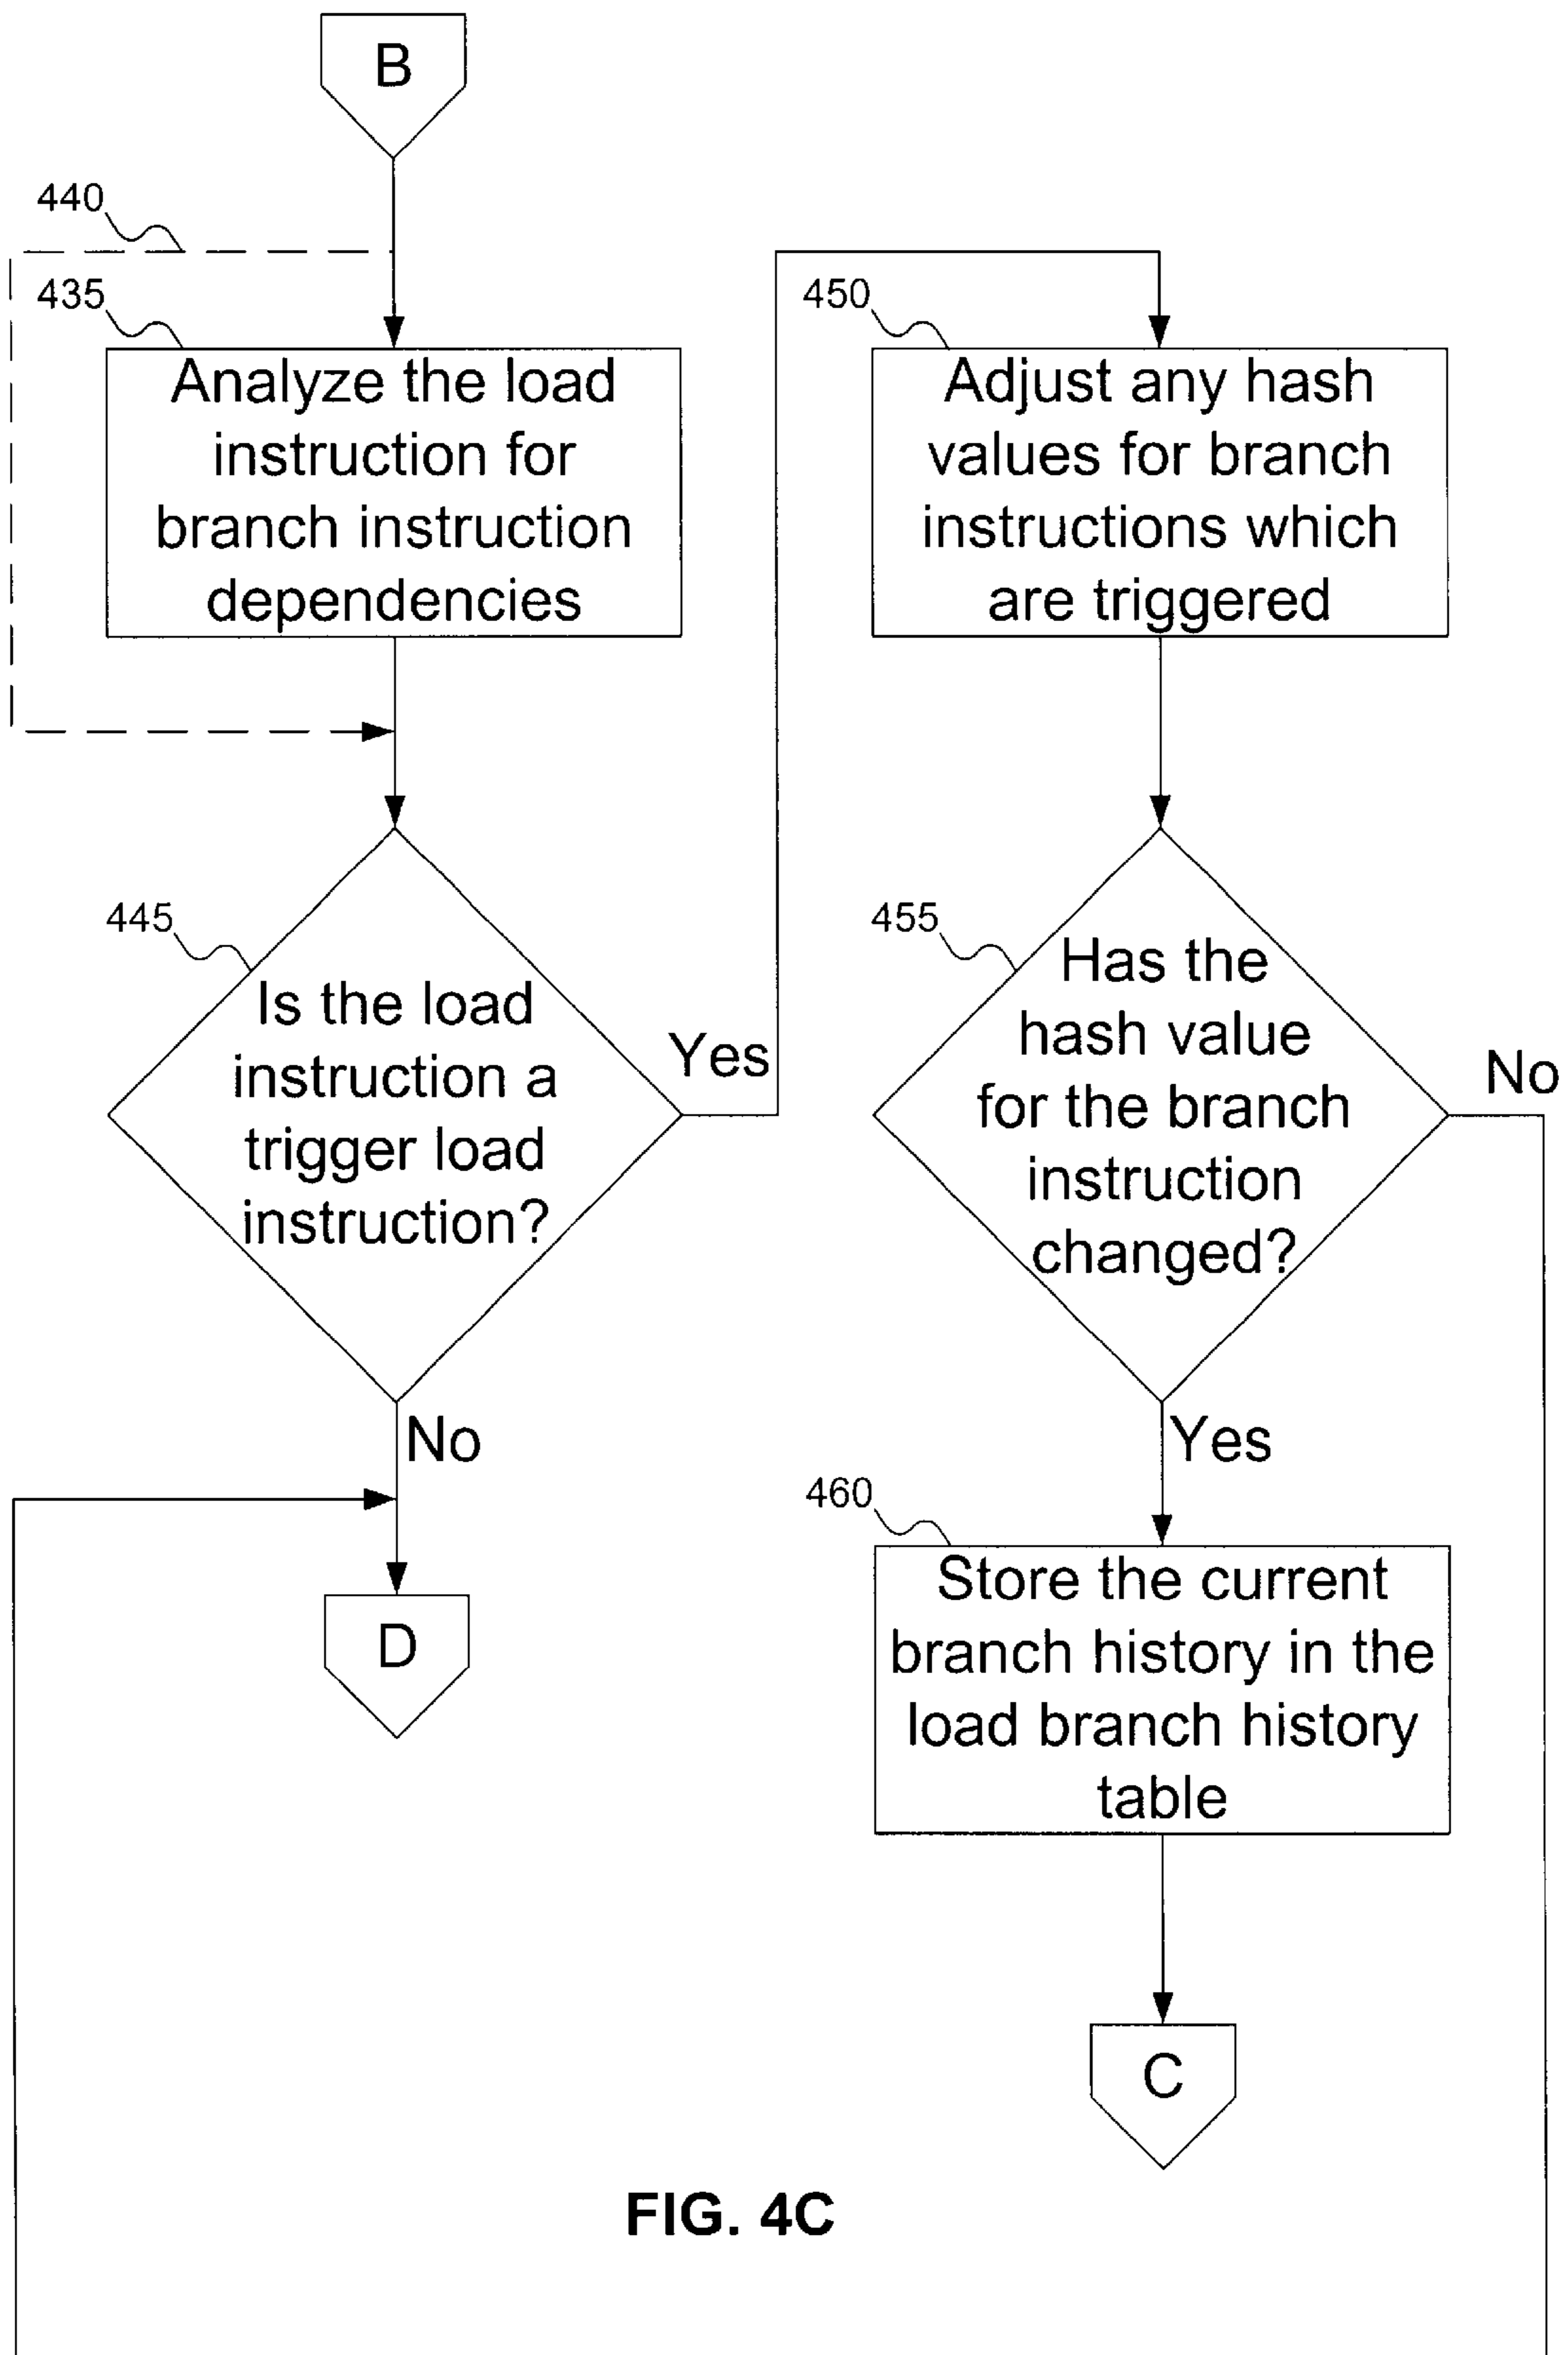 B
440
435
Analyze the load
instruction for
branch instruction
dependencies
445
Is the load
instruction a
trigger load
instruction?
Yes
No
D
450
Adjust any hash
values for branch
instructions which
are triggered
455
Has the
hash value
for the branch
instruction
changed?
No
Yes
460
Store the current
branch history in the
load branch history
table
C
FIG. 4C